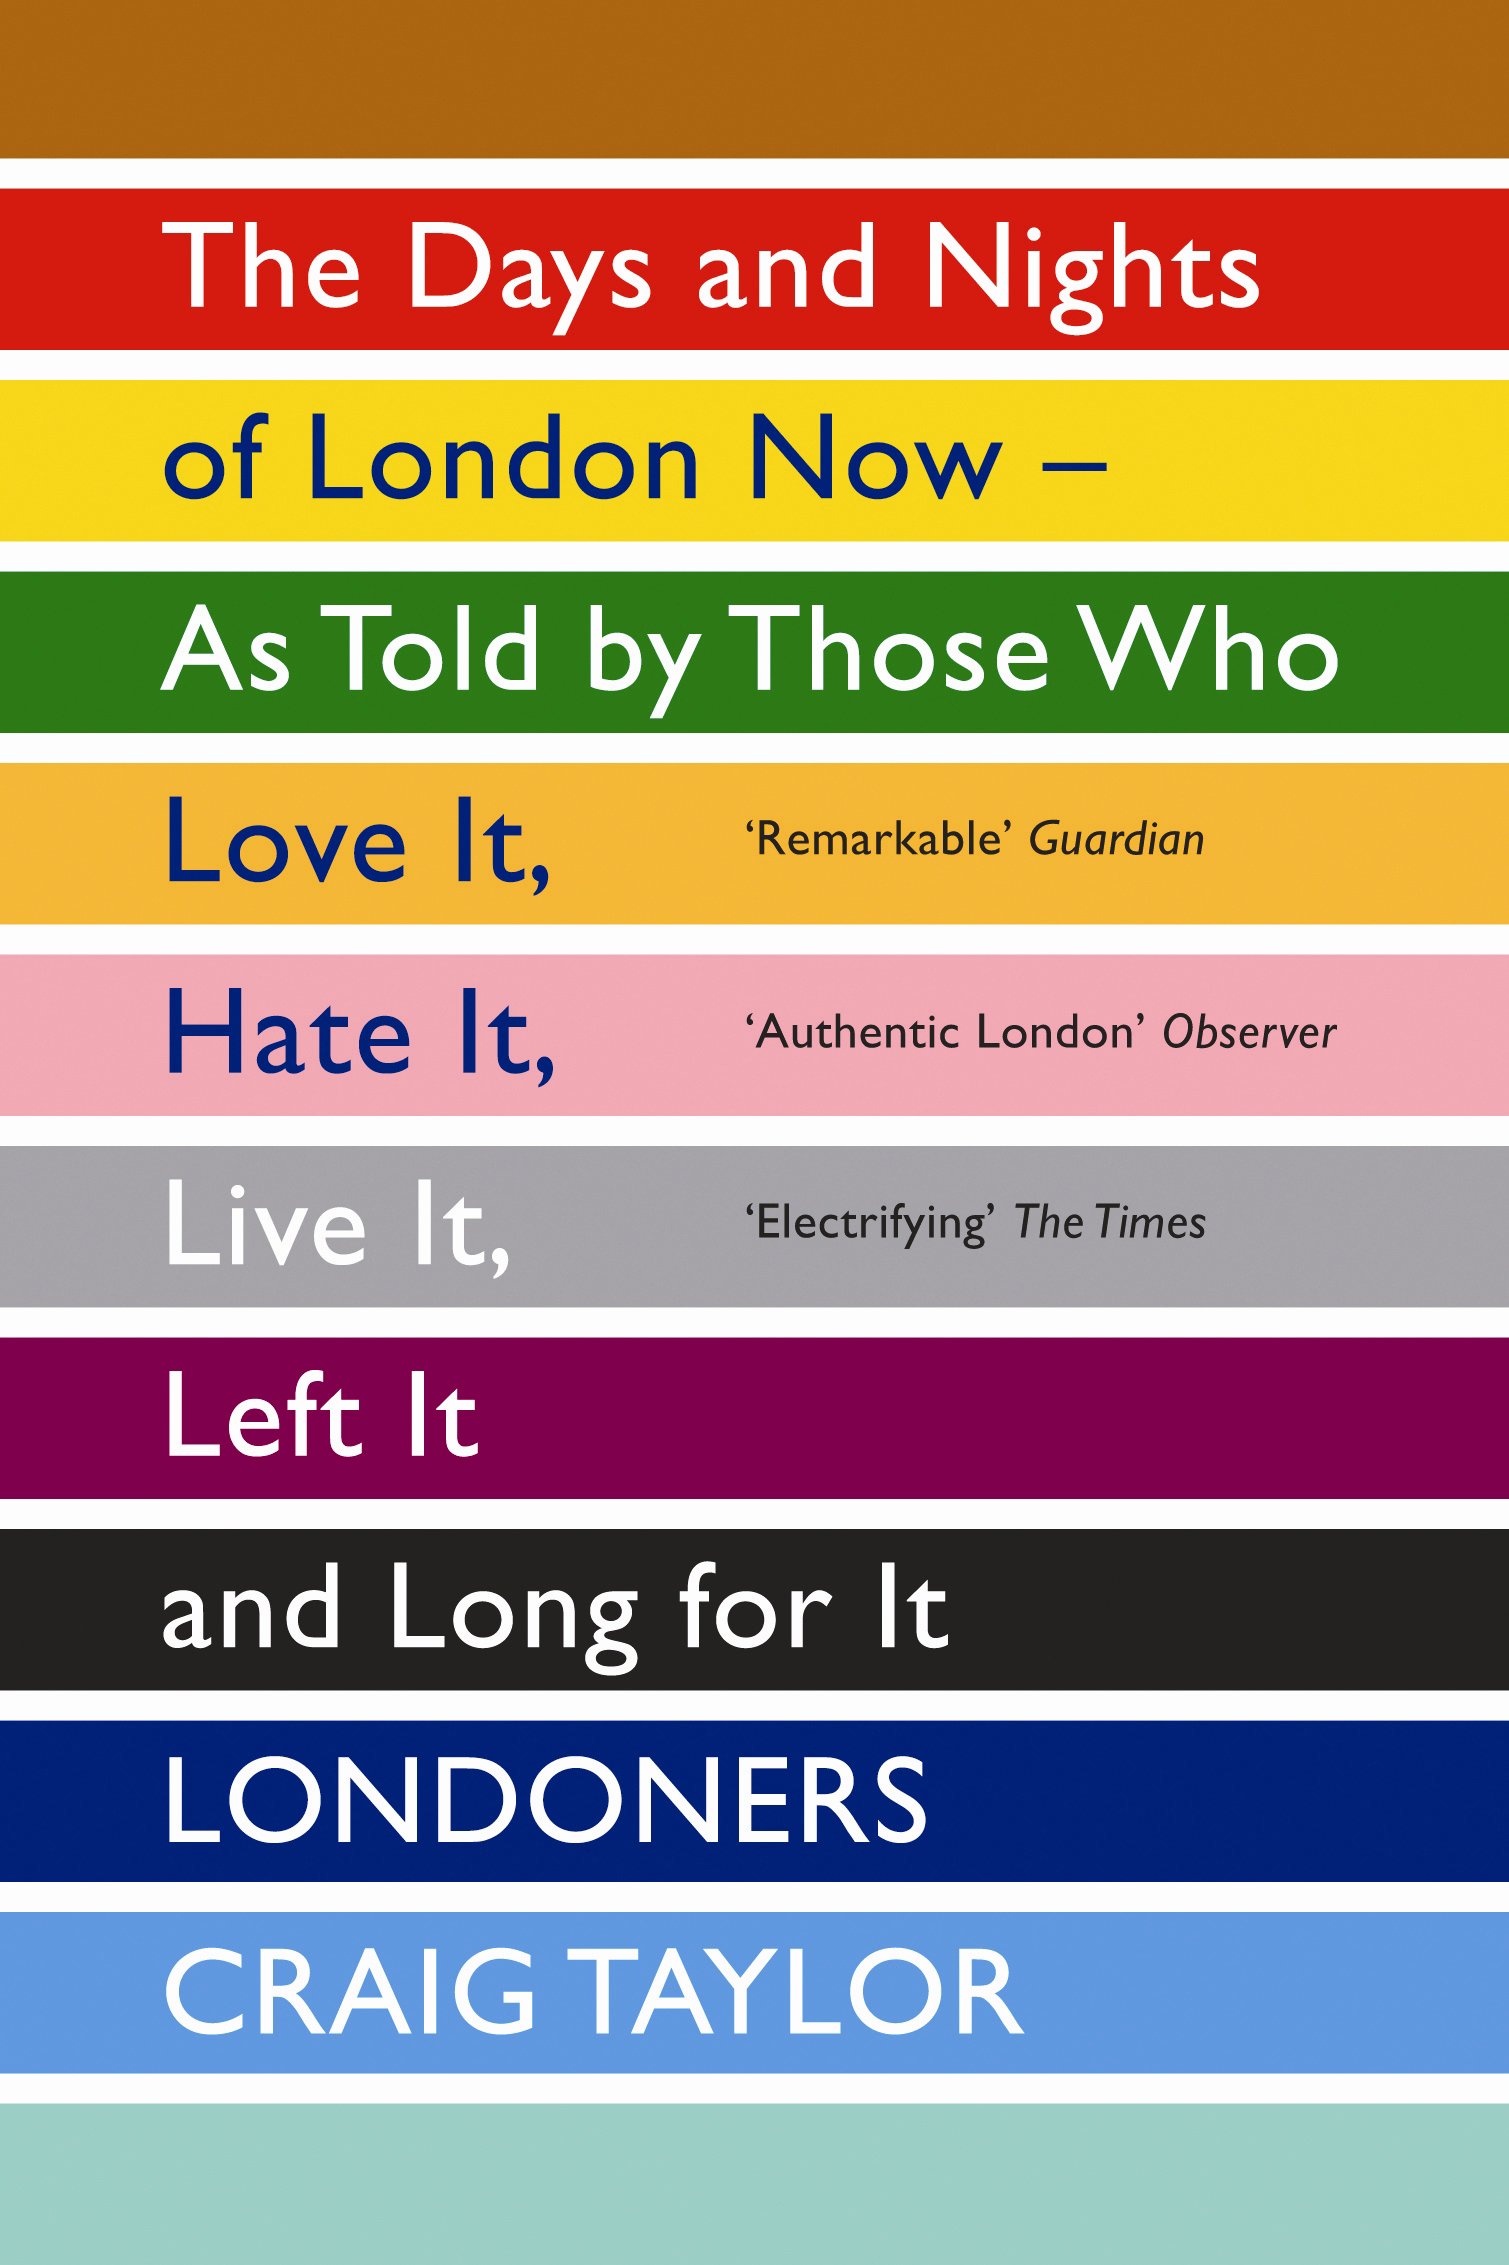 The Days and Nights
of London Now –
As Told by Those Who
Love It,
‘Remarkable’ Guardian
Hate It,
‘Authentic London’ Observer
Live It,
‘Electrifying’ The Times
Left It
and Long for It
LONDONERS
CRAIG TAYLOR